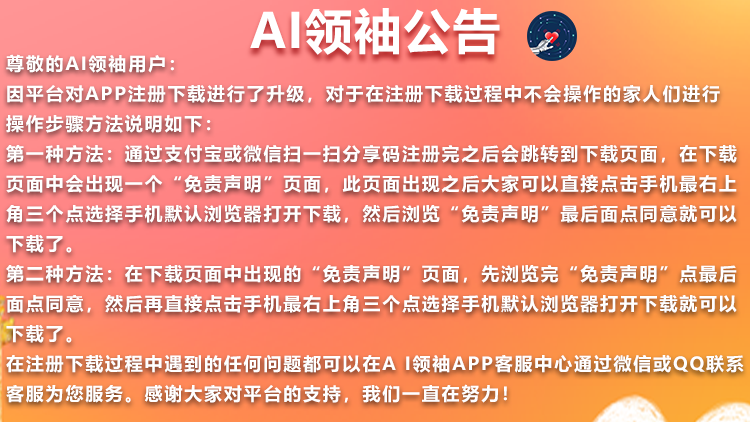 AI领袖公告
尊敬的AI领袖用户：
因平台对APP注册下载进行了升级，对于在注册下载过程中不会操作的家人们进行
操作步骤方法说明如下：
第一种方法：通过支付宝或微信扫一扫分享码注册完之后会跳转到下载页面，在下载
页面中会出现一个“免责声明”页面，此页面出现之后大家可以直接点击手机最右上
角三个点选择手机默认浏览器打开下载，然后浏览“免责声明”最后面点同意就可以
下载了。
第二种方法：在下载页面中出现的“免责声明”页面，先浏览完“免责声明”点最后
面点同意，然后再直接点击手机最右上角三个点选择手机默认浏览器打开下载就可以
下载了。
在注册下载过程中遇到的任何问题都可以在A I领袖APP客服中心通过微信或QQ联系
客服为您服务。感谢大家对平台的支持，我们一直在努力！